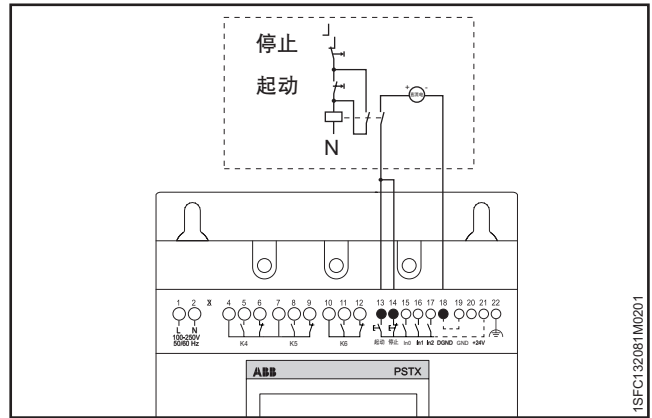 停止
起动
N
+ -
1 2 X 4 5 6 7 8 9 10 11 12 13 14 15 16 17 18 19 20 21 22
L N
100-250V
50/60 Hz
K4 K5 K6
起动 停止 In0 In1 In2 DGND GND +24V
ABB PSTX
1SFC132081M0201